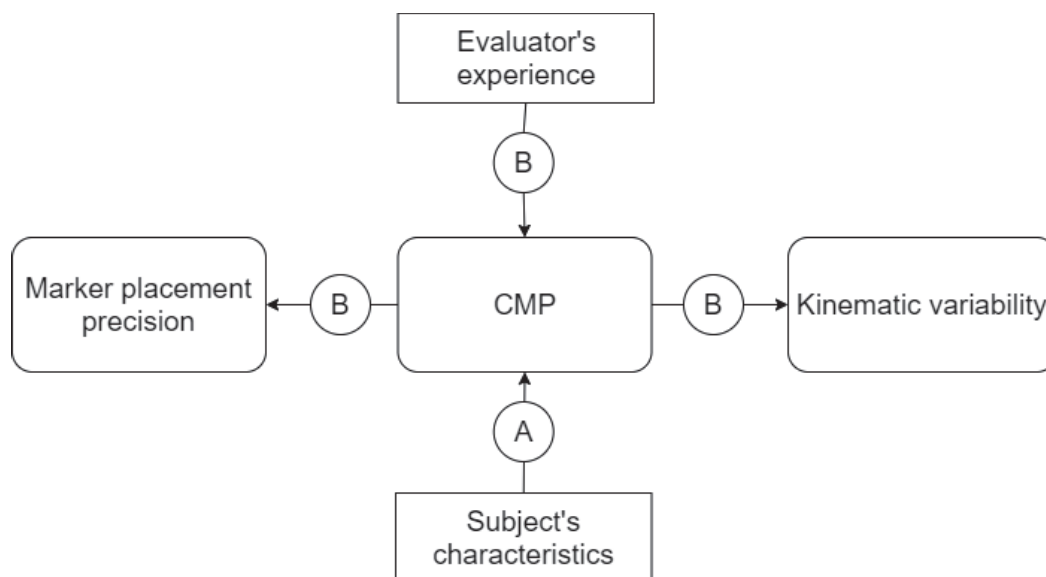 Evaluator's
experience
B
Marker placement
precision
B
CMP
B
Kinematic variability
A
Subject's
characteristics